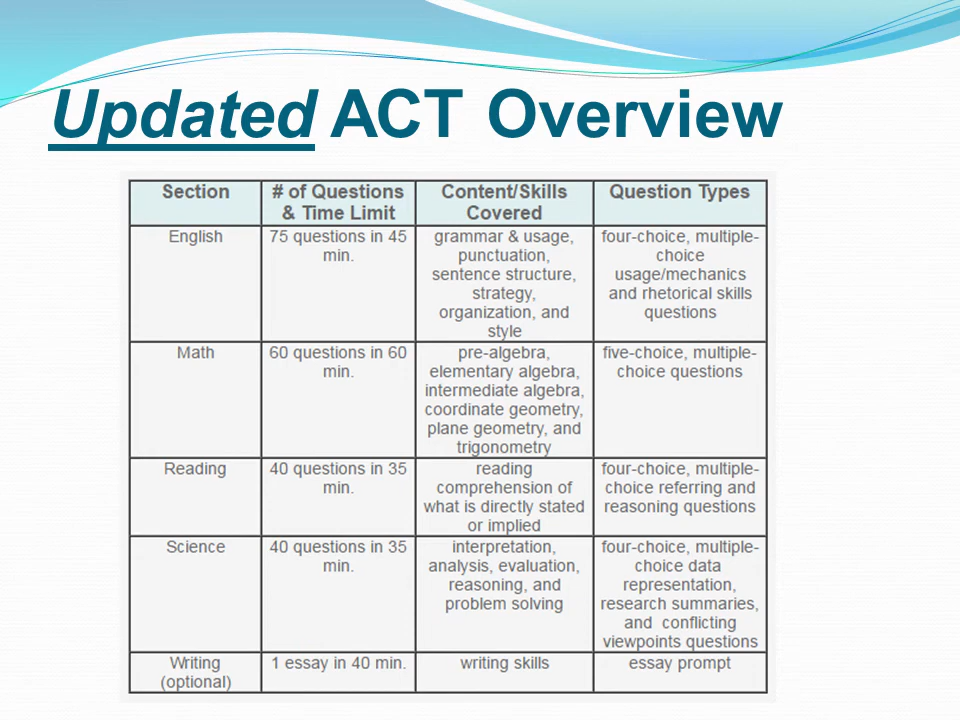 Updated ACT Overview
Section
# of Questions
& Time Limit
Content/Skills
Covered
Question Types
English
75 questions in 45
min.
grammar & usage,
punctuation,
sentence structure,
strategy,
organization, and
style
four-choice, multiple-
choice
usage/mechanics
and rhetorical skills
questions
Math
60 questions in 60
min.
pre-algebra,
elementary algebra,
intermediate algebra,
coordinate geometry,
plane geometry, and
trigonometry
five-choice, multiple-
choice questions
Reading
40 questions in 35
min.
reading
comprehension of
what is directly stated
or implied
four-choice, multiple-
choice referring and
reasoning questions
Science
40 questions in 35
min.
interpretation,
analysis, evaluation,
reasoning, and
problem solving
four-choice, multiple-
choice data
representation,
research summaries,
and conflicting
viewpoints questions
Writing
(optional)
1 essay in 40 min.
writing skills
essay prompt